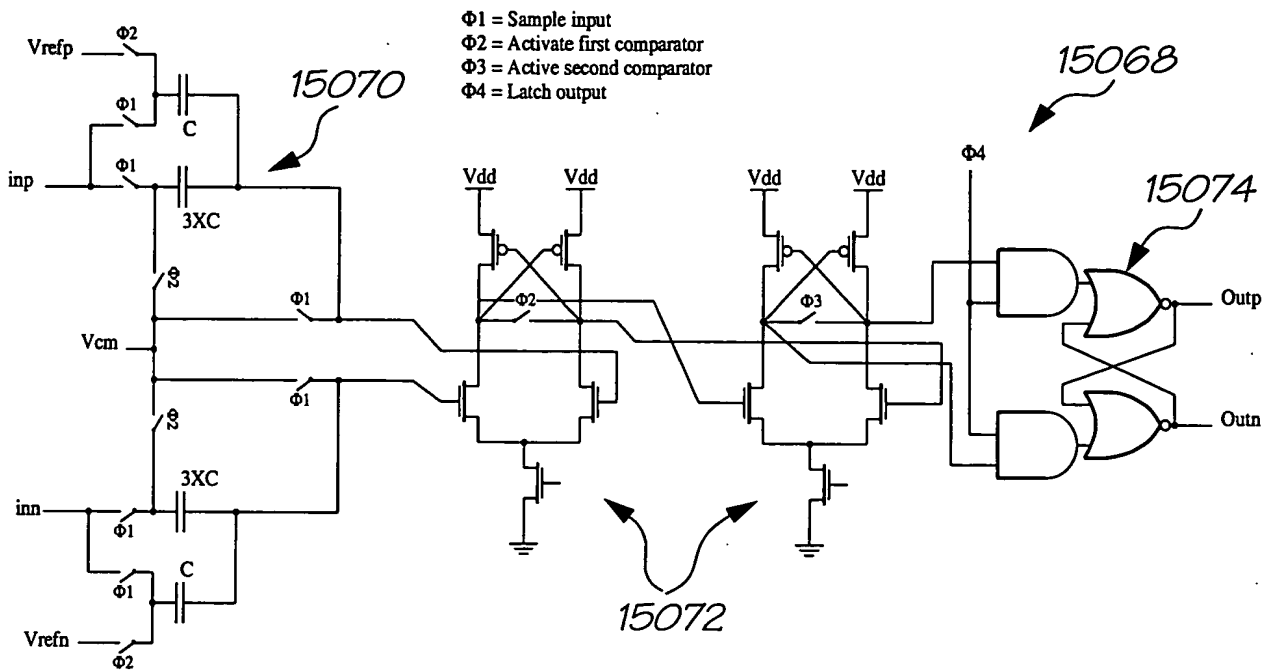 Φ1 = Sample input
Φ2 = Activate first comparator
Φ3 = Active second comparator
Φ4 = Latch output
15070
15068
15074
15072
Vrefp
Φ2
Φ1
C
inp
Φ1
3XC
Φ2
Φ1
Vcm
Φ1
Φ2
3XC
inn
Φ1
Φ1
C
Vrefn
Φ2
Vdd
Vdd
Φ2
Vdd
Vdd
Φ3
Φ4
Outp
Outn